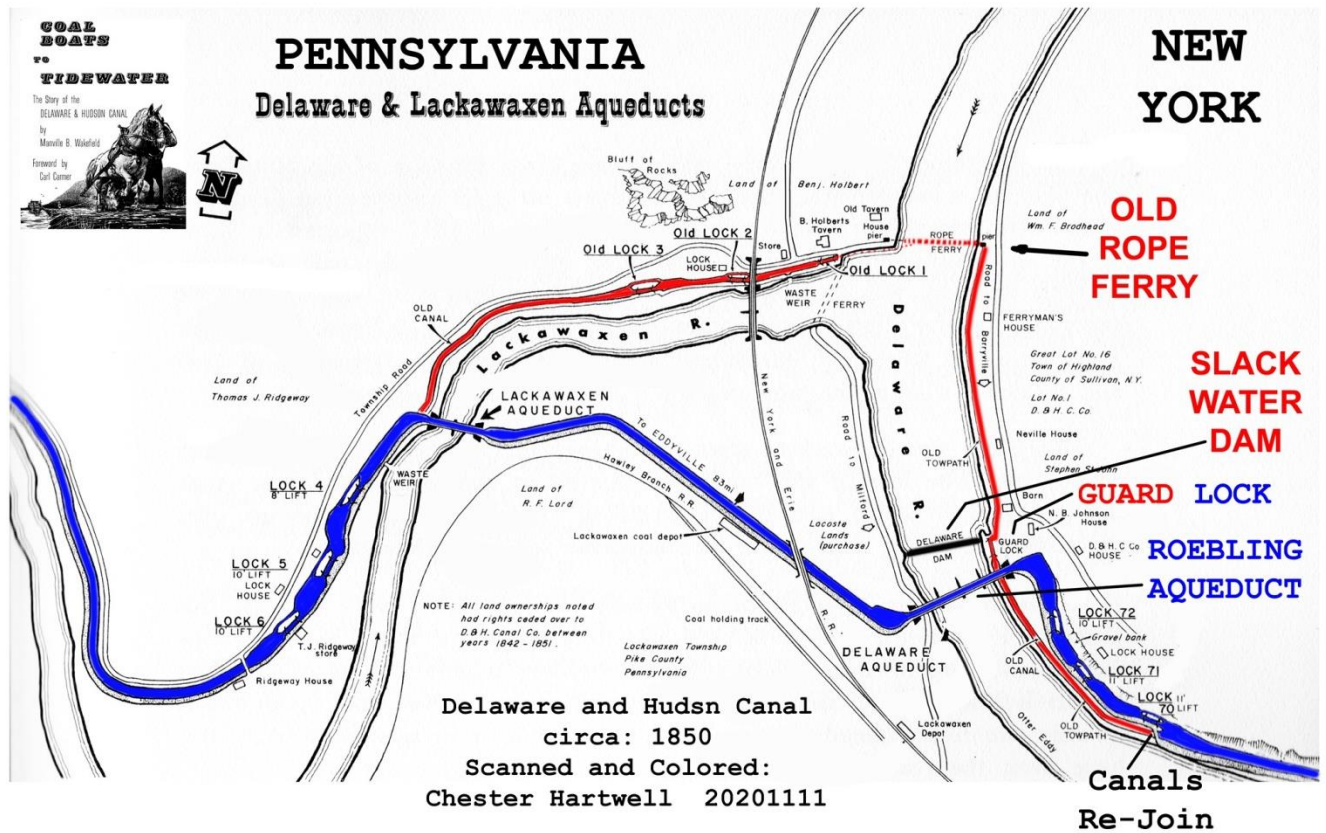 COAL
BOATS
TO
TIDEWATER
The Story of the
DELAWARE & HUDSON CANAL
by
Manville B. Wakefield
Foreword by
Carl Carmer
N
PENNSYLVANIA
Delaware & Lackawaxen Aqueducts
NEW
YORK
Bluff of
Rocks
Land of
Benj. Holbert
Old Tavern
House
pier
B. Holberts
Tavern
Store
ROPE
FERRY
pier
Land of
Wm. F. Brodhead
OLD
ROPE
FERRY
Old LOCK 3
Old LOCK 2
LOCK
HOUSE
Old LOCK 1
WASTE
WEIR
FERRY
OLD
CANAL
Lackawaxen R.
Delaware R.
Road to Barryville
FERRYMAN'S
HOUSE
Great Lot No. 16
Town of Highland
County of Sullivan, N.Y.
Lot No. 1
D. & H. C. Co.
SLACK
WATER
DAM
Land of
Thomas J. Ridgeway
Township Road
LACKAWAXEN
AQUEDUCT
To EDDYVILLE 83mi
New York and Erie R.R.
Road to Milford
Neville House
OLD
TOWPATH
Land of
Stephen St. John
Barn
GUARD LOCK
N. B. Johnson
House
WASTE
WEIR
LOCK 4
8' LIFT
Land of
R. F. Lord
Hawley Branch R.R.
Lackawaxen coal depot
Lacoste
Lands
(purchase)
DELAWARE
DAM
GUARD
LOCK
D. & H. C. Co
HOUSE
ROEBLING
AQUEDUCT
LOCK 5
10' LIFT
LOCK
HOUSE
LOCK 6
10' LIFT
T. J. Ridgeway
store
Ridgeway House
NOTE: All land ownerships noted
had rights ceded over to
D. & H. Canal Co. between
years 1842 - 1851.
Coal holding track
Lackawaxen Township
Pike County
Pennsylvania
DELAWARE
AQUEDUCT
LOCK 72
10' LIFT
Gravel bank
LOCK HOUSE
LOCK 71
11' LIFT
OLD
CANAL
LOCK 70
11' LIFT
OLD
TOWPATH
Otter Eddy
Lackawaxen
Depot
Delaware and Hudsn Canal
circa: 1850
Scanned and Colored:
Chester Hartwell 20201111
Canals
Re-Join